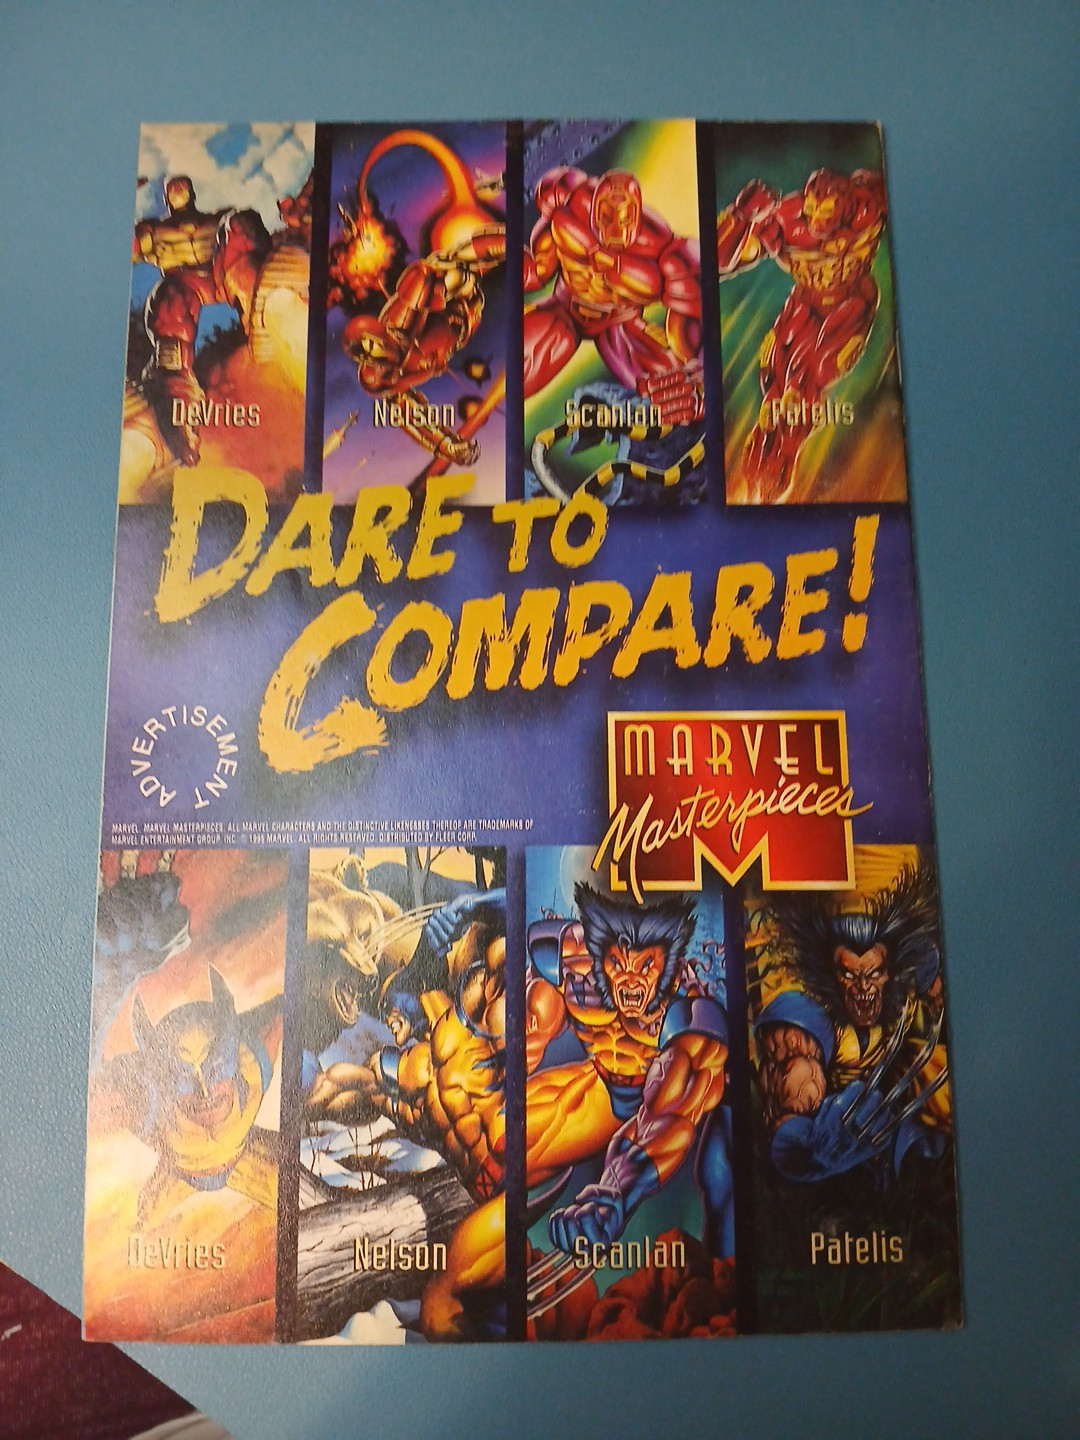 DeVries
Nelson
Scanlan
Patelis
DARE TO
COMPARE!
ADVERTISEMENT
MARVEL
Masterpieces
MARVEL, MARVEL MASTERPIECES, ALL MARVEL CHARACTERS AND THE DISTINCTIVE LIKENESSES THEREOF ARE TRADEMARKS OF
MARVEL ENTERTAINMENT GROUP, INC. © 1995 MARVEL. ALL RIGHTS RESERVED. DISTRIBUTED BY FLEER CORP.
DeVries
Nelson
Scanlan
Patelis